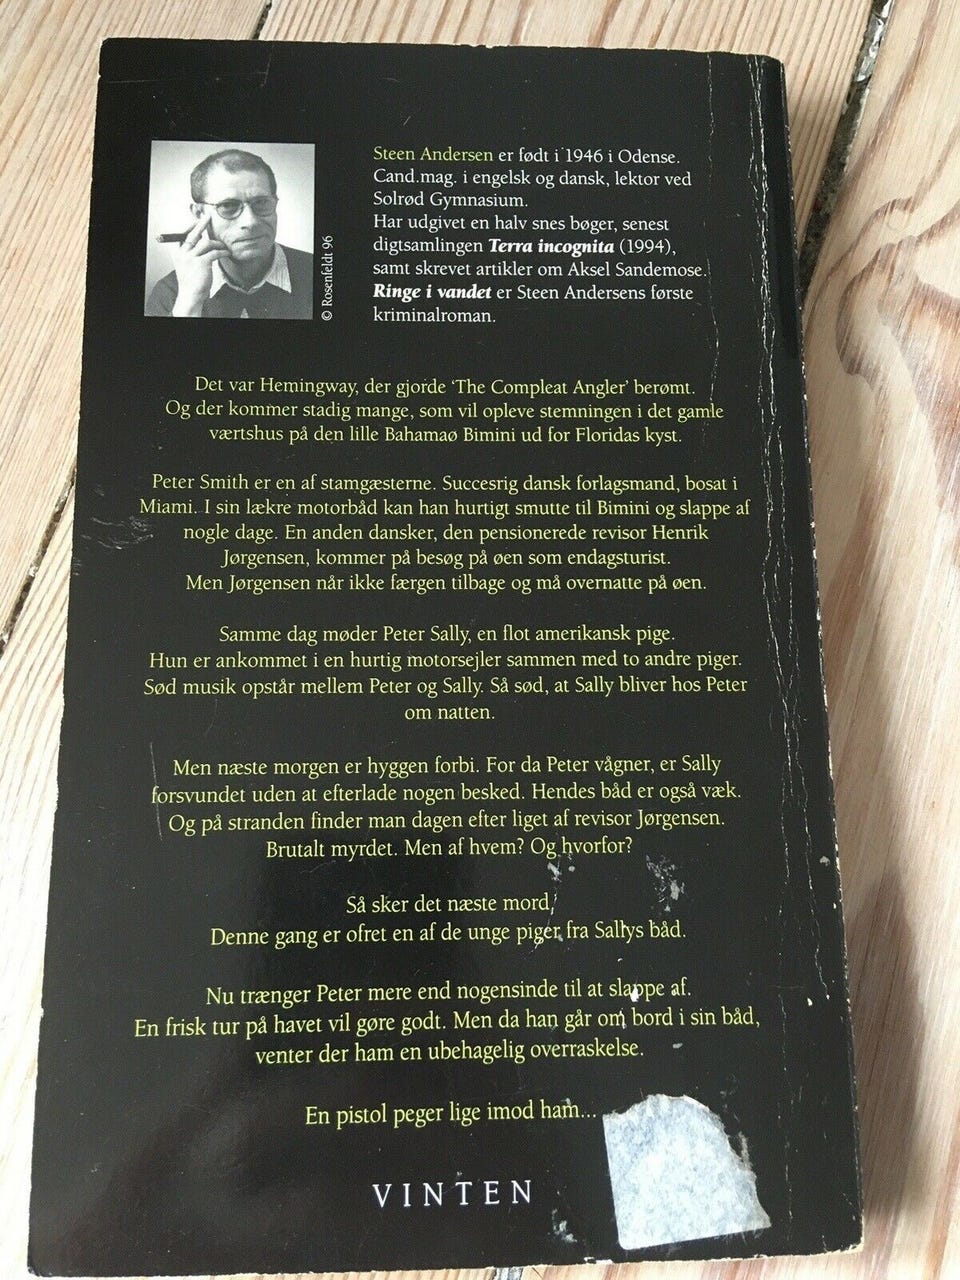 Steen Andersen er født i 1946 i Odense.
Cand.mag. i engelsk og dansk, lektor ved
Solrød Gymnasium.
Har udgivet en halv snes bøger, senest
digtsamlingen Terra incognita (1994),
samt skrevet artikler om Aksel Sandemose.
Ringe i vandet er Steen Andersens første
kriminalroman.
© Rosenfeldt 96
Det var Hemingway, der gjorde ‘The Compleat Angler’ berømt.
Og der kommer stadig mange, som vil opleve stemningen i det gamle
værtshus på den lille Bahamaø Bimini ud for Floridas kyst.
Peter Smith er en af stamgæsterne. Succesrig dansk forlagsmand, bosat i
Miami. I sin lækre motorbåd kan han hurtigt smutte til Bimini og slappe af
nogle dage. En anden dansker, den pensionerede revisor Henrik
Jørgensen, kommer på besøg på øen som endagsturist.
Men Jørgensen når ikke færgen tilbage og må overnatte på øen.
Samme dag møder Peter Sally, en flot amerikansk pige.
Hun er ankommet i en hurtig motorsejler sammen med to andre piger.
Sød musik opstår mellem Peter og Sally. Så sød, at Sally bliver hos Peter
om natten.
Men næste morgen er hyggen forbi. For da Peter vågner, er Sally
forsvundet uden at efterlade nogen besked. Hendes båd er også væk.
Og på stranden finder man dagen efter liget af revisor Jørgensen.
Brutalt myrdet. Men af hvem? Og hvorfor?
Så sker det næste mord.
Denne gang er ofret en af de unge piger fra Sallys båd.
Nu trænger Peter mere end nogensinde til at slappe af.
En frisk tur på havet vil gøre godt. Men da han går om bord i sin båd,
venter der ham en ubehagelig overraskelse.
En pistol peger lige imod ham...
VINTEN